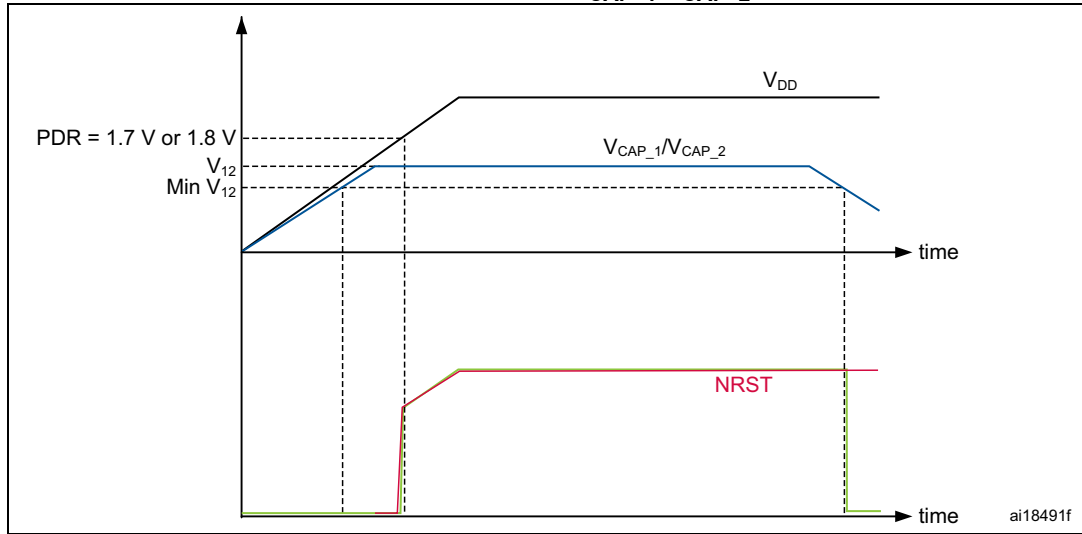 V_DD
PDR = 1.7 V or 1.8 V
V_CAP_1/V_CAP_2
V_12
Min V_12
time
NRST
time
ai18491f